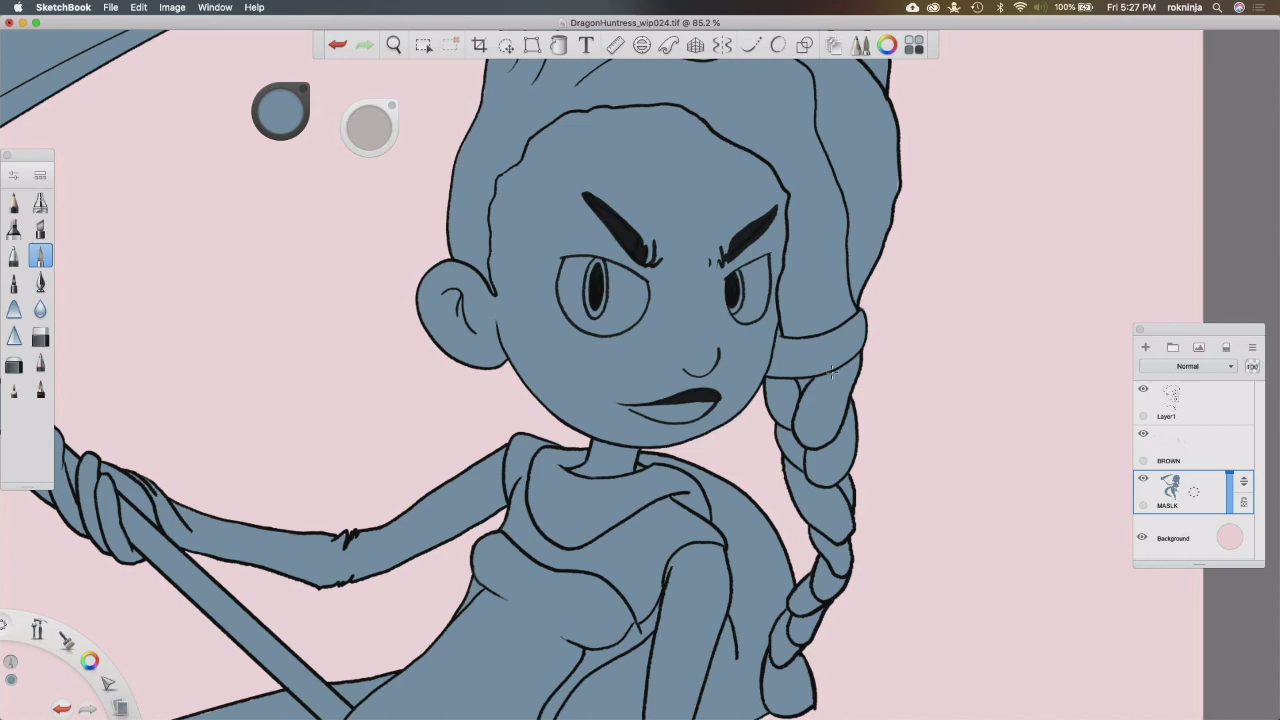 SketchBook File Edit Image Window Help
100% Fri 5:27 PM rokninja
DragonHuntress_wip024.tif @ 85.2 %
T
Normal
100
Layer1
BROWN
MASLK
Background